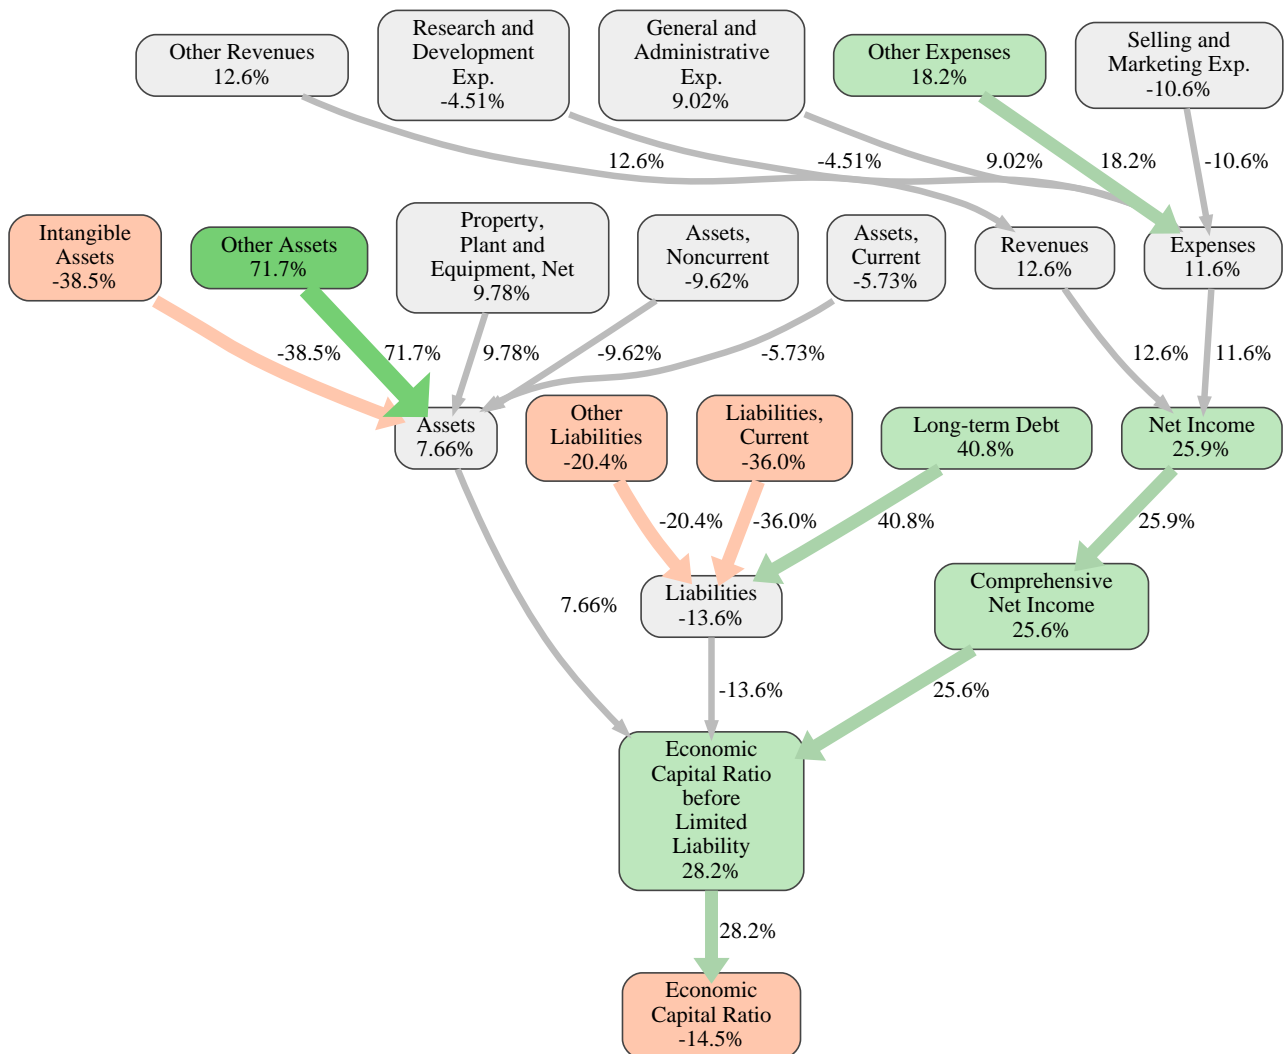 Other Revenues
12.6%
Research and
Development
Exp.
-4.51%
General and
Administrative
Exp.
9.02%
Other Expenses
18.2%
Selling and
Marketing Exp.
-10.6%
12.6%
-4.51%
9.02%
18.2%
-10.6%
Intangible
Assets
-38.5%
Other Assets
71.7%
Property,
Plant and
Equipment, Net
9.78%
Assets,
Noncurrent
-9.62%
Assets,
Current
-5.73%
Revenues
12.6%
Expenses
11.6%
-38.5%
71.7%
9.78%
-9.62%
-5.73%
12.6%
11.6%
Assets
7.66%
Other
Liabilities
-20.4%
Liabilities,
Current
-36.0%
Long-term Debt
40.8%
Net Income
25.9%
-20.4%
-36.0%
40.8%
25.9%
7.66%
Liabilities
-13.6%
Comprehensive
Net Income
25.6%
-13.6%
25.6%
Economic
Capital Ratio
before
Limited
Liability
28.2%
28.2%
Economic
Capital Ratio
-14.5%